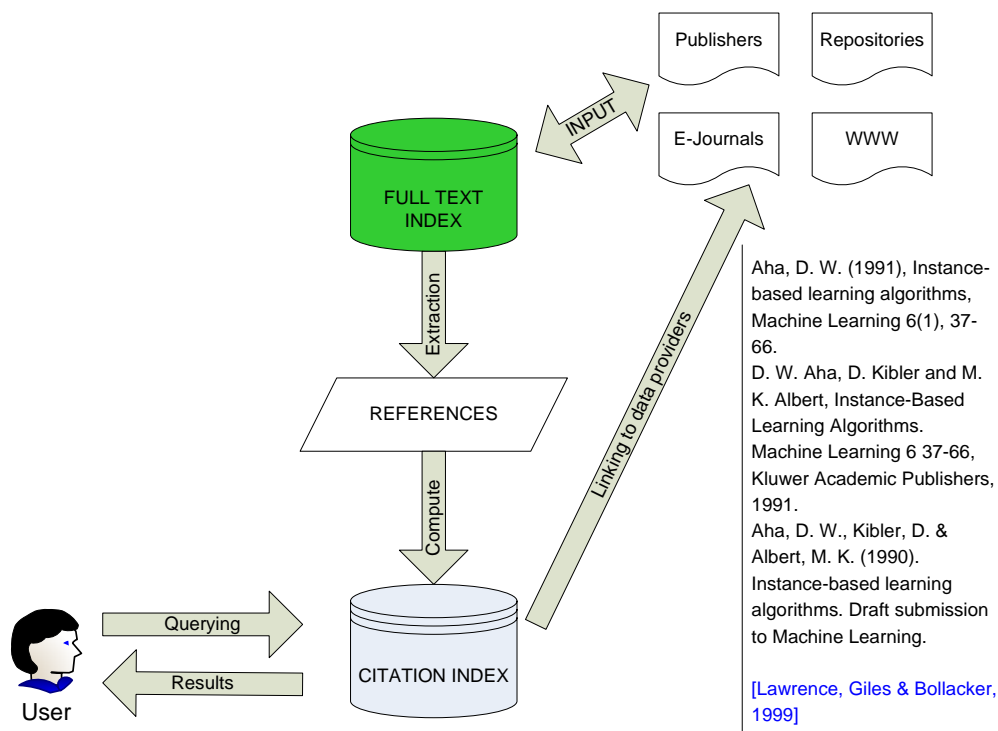 Publishers
Repositories
E-Journals
WWW
INPUT
FULL TEXT
INDEX
Extraction
REFERENCES
Compute
CITATION INDEX
Linking to data providers
Querying
Results
User
Aha, D. W. (1991), Instance-
based learning algorithms,
Machine Learning 6(1), 37-
66.
D. W. Aha, D. Kibler and M.
K. Albert, Instance-Based
Learning Algorithms.
Machine Learning 6 37-66,
Kluwer Academic Publishers,
1991.
Aha, D. W., Kibler, D. &
Albert, M. K. (1990).
Instance-based learning
algorithms. Draft submission
to Machine Learning.
[Lawrence, Giles & Bollacker,
1999]